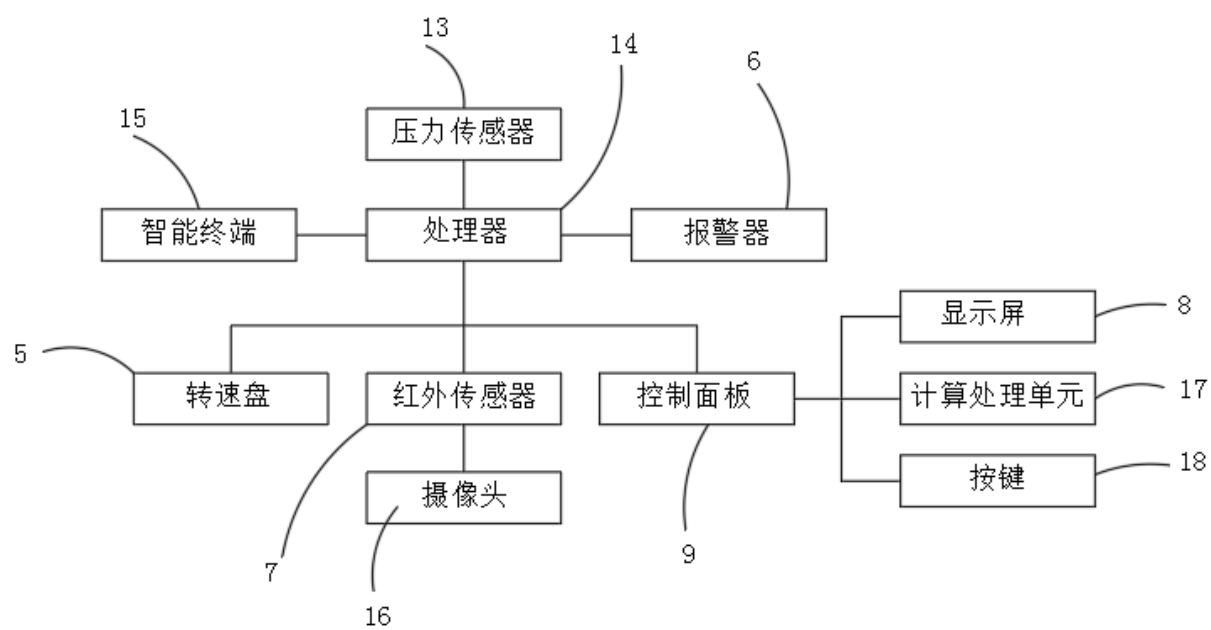 13
14
6
15
压力传感器
智能终端
处理器
报警器
显示屏
8
5
转速盘
红外传感器
控制面板
计算处理单元
17
摄像头
按键
18
7
16
9